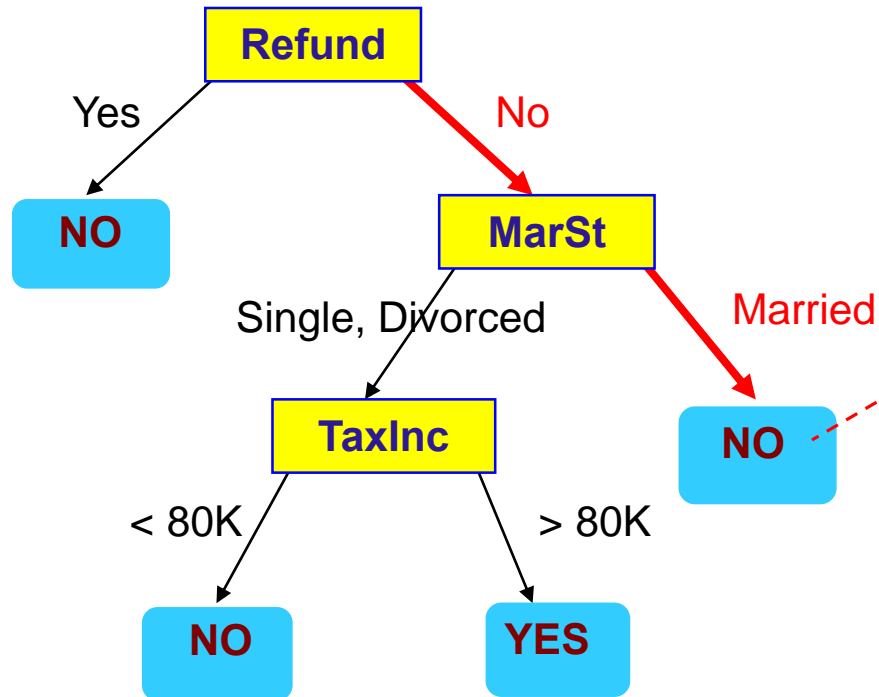 Refund
Yes
No
NO
MarSt
Single, Divorced
Married
TaxInc
NO
< 80K
> 80K
NO
YES